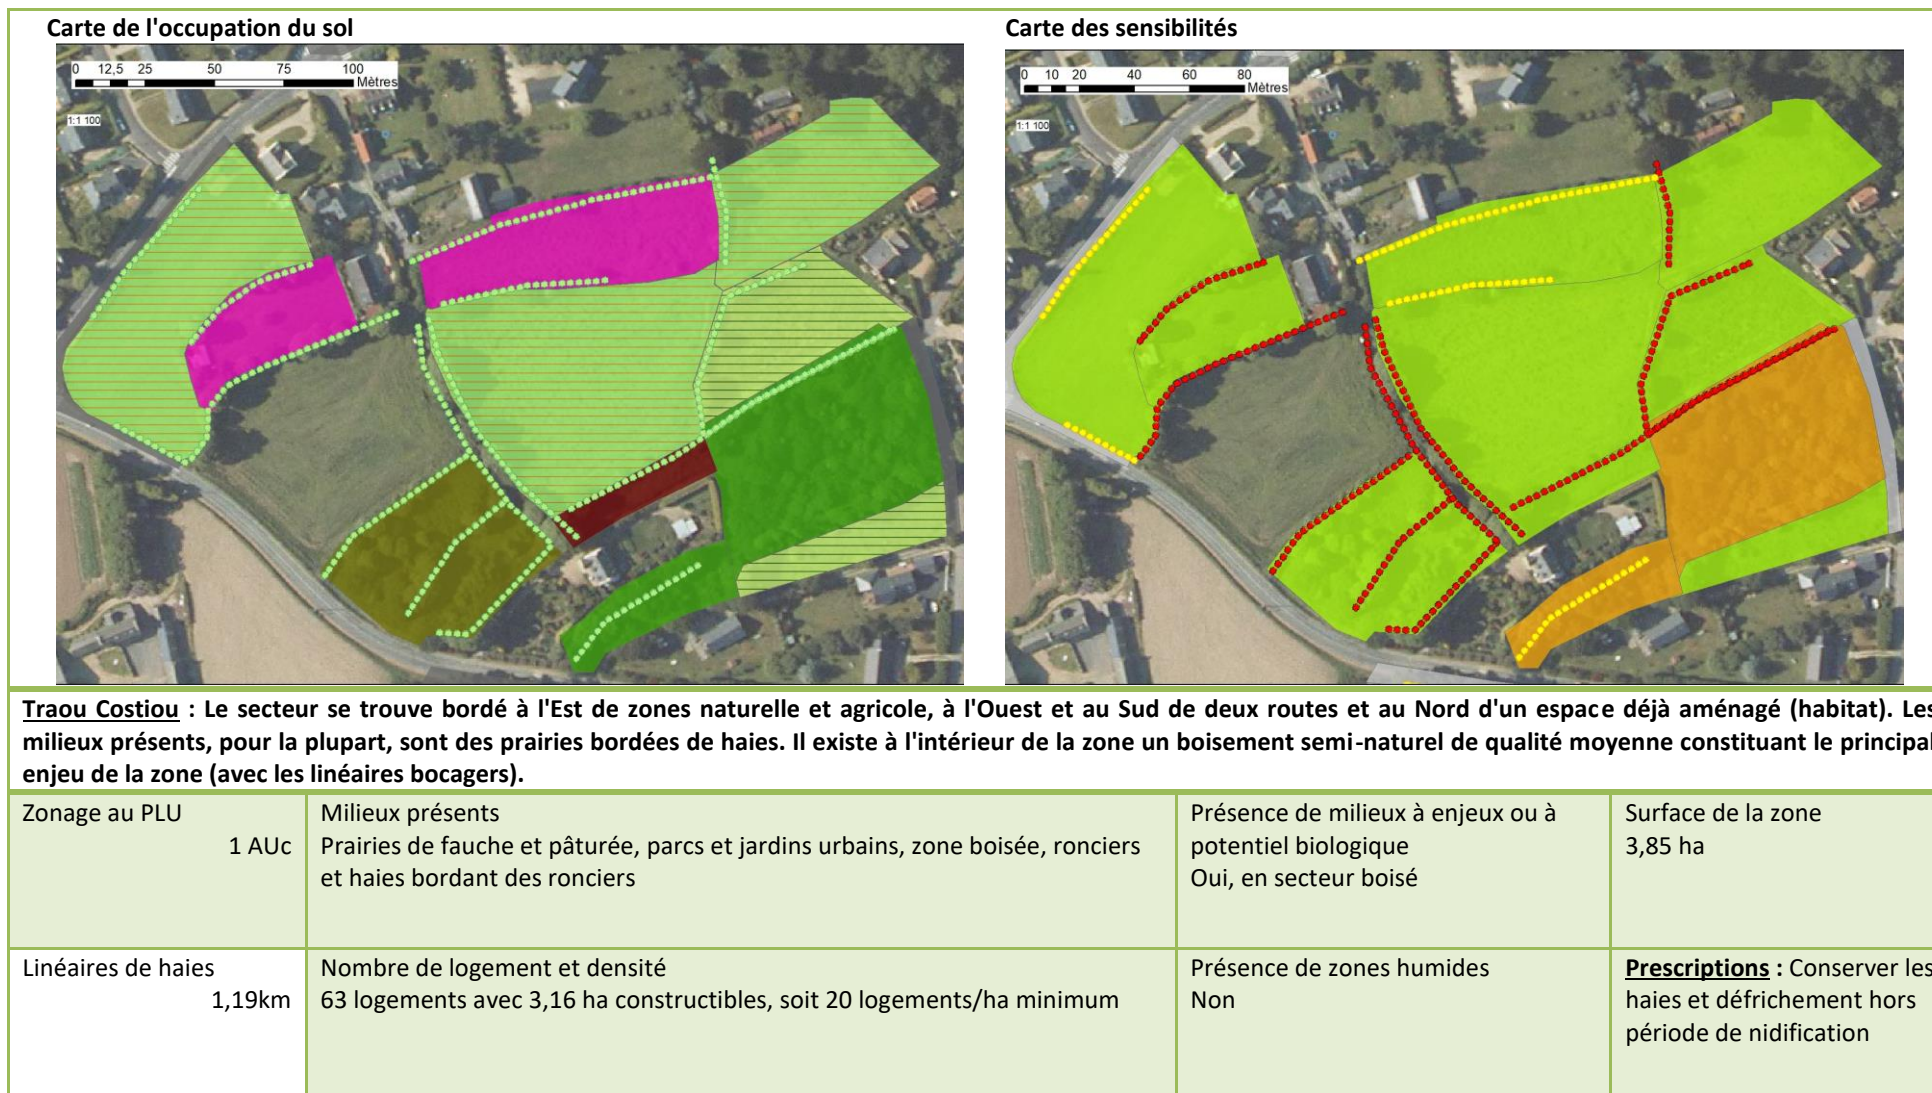 Carte de l'occupation du sol
0 12,5 25 50 75 100
Mètres
1:1 100
Carte des sensibilités
0 10 20 40 60 80
Mètres
1:1 100
Traou Costiou : Le secteur se trouve bordé à l'Est de zones naturelle et agricole, à l'Ouest et au Sud de deux routes et au Nord d'un espace déjà aménagé (habitat). Les
milieux présents, pour la plupart, sont des prairies bordées de haies. Il existe à l'intérieur de la zone un boisement semi-naturel de qualité moyenne constituant le principal
enjeu de la zone (avec les linéaires bocagers).
Zonage au PLU
1 AUc
Milieux présents
Prairies de fauche et pâturée, parcs et jardins urbains, zone boisée, ronciers
et haies bordant des ronciers
Présence de milieux à enjeux ou à
potentiel biologique
Oui, en secteur boisé
Surface de la zone
3,85 ha
Linéaires de haies
1,19km
Nombre de logement et densité
63 logements avec 3,16 ha constructibles, soit 20 logements/ha minimum
Présence de zones humides
Non
Prescriptions : Conserver les
haies et défrichement hors
période de nidification